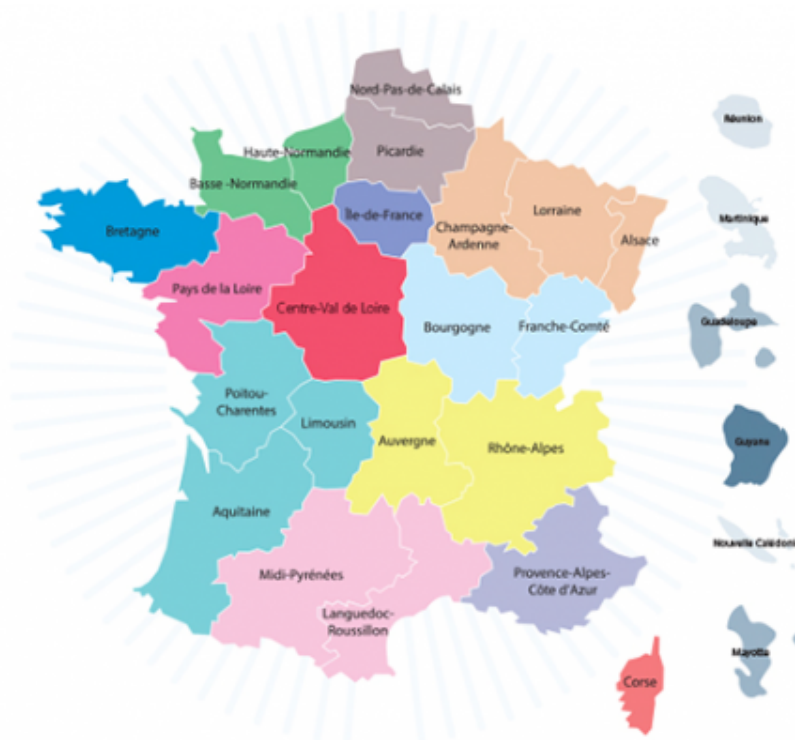 Nord-Pas-de-Calais
Réunion
Haute-Normandie
Picardie
Basse -Normandie
Île-de-France
Lorraine
Martinique
Bretagne
Champagne-
Ardenne
Alsace
Pays de la Loire
Centre-Val de Loire
Bourgogne
Franche-Comté
Guadeloupe
Poitou-
Charentes
Limousin
Auvergne
Rhône-Alpes
Guyane
Aquitaine
Nouvelle Calédoni
Midi-Pyrénées
Provence-Alpes-
Côte d'Azur
Languedoc-
Roussillon
Mayotte
Corse